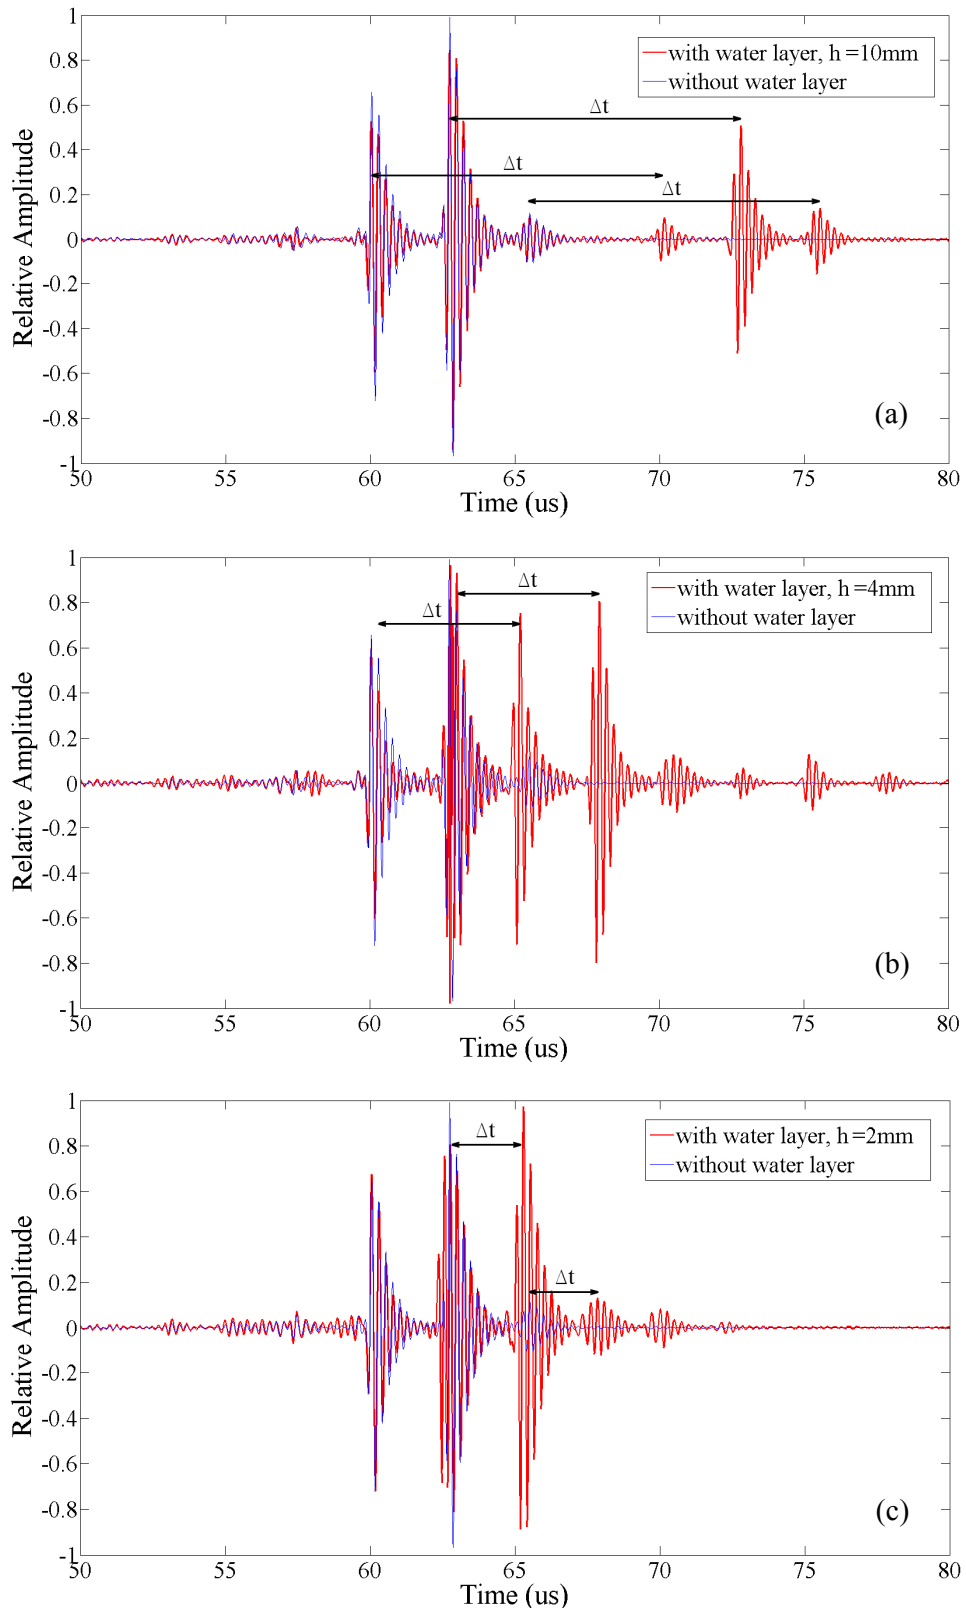 1
0.8
0.6
0.4
0.2
0
-0.2
-0.4
-0.6
-0.8
-1
Relative Amplitude
with water layer, h=10mm
without water layer
Δt
Δt
Δt
(a)
50 55 60 65 70 75 80
Time (us)
1
0.8
0.6
0.4
0.2
0
-0.2
-0.4
-0.6
-0.8
-1
Relative Amplitude
with water layer, h=4mm
without water layer
Δt
Δt
(b)
50 55 60 65 70 75 80
Time (us)
1
0.8
0.6
0.4
0.2
0
-0.2
-0.4
-0.6
-0.8
-1
Relative Amplitude
with water layer, h=2mm
without water layer
Δt
Δt
(c)
50 55 60 65 70 75 80
Time (us)